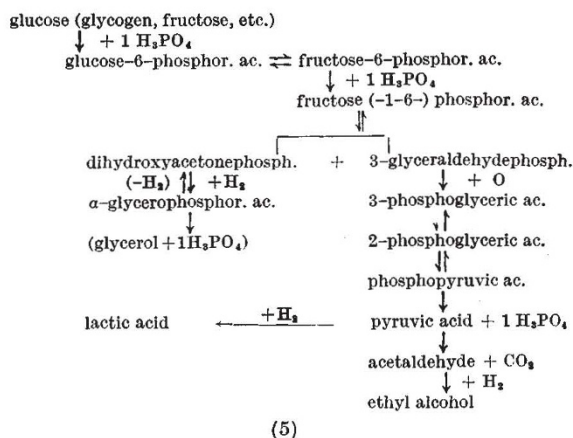 glucose (glycogen, fructose, etc.)
↓ + 1 H₃PO₄
glucose-6-phosphor. ac. ⇌ fructose-6-phosphor. ac.
↓ + 1 H₃PO₄
fructose (-1-6-) phosphor. ac.
⇅
dihydroxyacetonephosph. + 3-glyceraldehydephosph.
(-H₂) ⇅ +H₂ ↓ + O
α-glycerophosphor. ac. 3-phosphoglyceric ac.
↓ ⇅
(glycerol + 1H₃PO₄) 2-phosphoglyceric ac.
⇅
phosphopyruvic ac.
↓
lactic acid ← +H₂ pyruvic acid + 1 H₃PO₄
↓
acetaldehyde + CO₂
↓ + H₂
ethyl alcohol
(5)